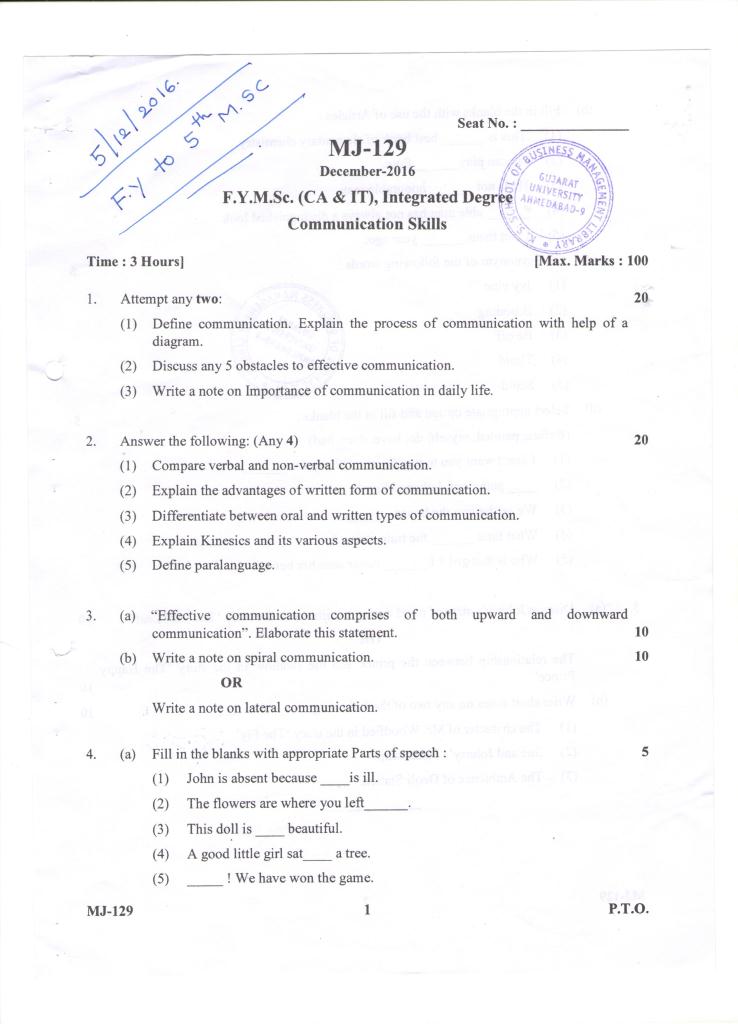 5/12/2016.
F.Y to 5th M.SC
Seat No. : ________________
MJ-129
December-2016
F.Y.M.Sc. (CA & IT), Integrated Degree
Communication Skills
K. S. SCHOOL OF BUSINESS MANAGEMENT LIBRARY
GUJARAT
UNIVERSITY
AHMEDABAD-9
Time : 3 Hours] [Max. Marks : 100
1. Attempt any two: 20
(1) Define communication. Explain the process of communication with help of a
diagram.
(2) Discuss any 5 obstacles to effective communication.
(3) Write a note on Importance of communication in daily life.
2. Answer the following: (Any 4) 20
(1) Compare verbal and non-verbal communication.
(2) Explain the advantages of written form of communication.
(3) Differentiate between oral and written types of communication.
(4) Explain Kinesics and its various aspects.
(5) Define paralanguage.
3. (a) “Effective communication comprises of both upward and downward
communication”. Elaborate this statement. 10
(b) Write a note on spiral communication. 10
OR
Write a note on lateral communication.
4. (a) Fill in the blanks with appropriate Parts of speech : 5
(1) John is absent because ____is ill.
(2) The flowers are where you left______.
(3) This doll is ____ beautiful.
(4) A good little girl sat____ a tree.
(5) _____ ! We have won the game.
MJ-129 1 P.T.O.